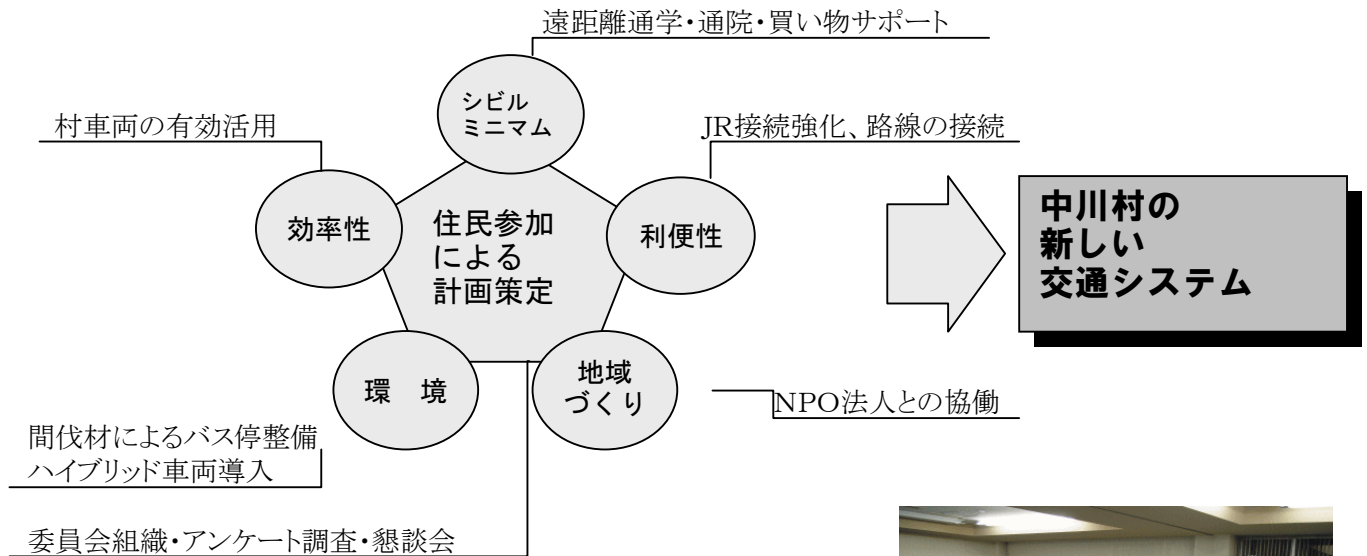 遠距離通学・通院・買い物サポート
シビル
ミニマム
村車両の有効活用
JR接続強化、路線の接続
効率性
住民参加
による
計画策定
利便性
中川村の
新しい
交通システム
環　境
地域
づくり
NPO法人との協働
間伐材によるバス停整備
ハイブリッド車両導入
委員会組織・アンケート調査・懇談会